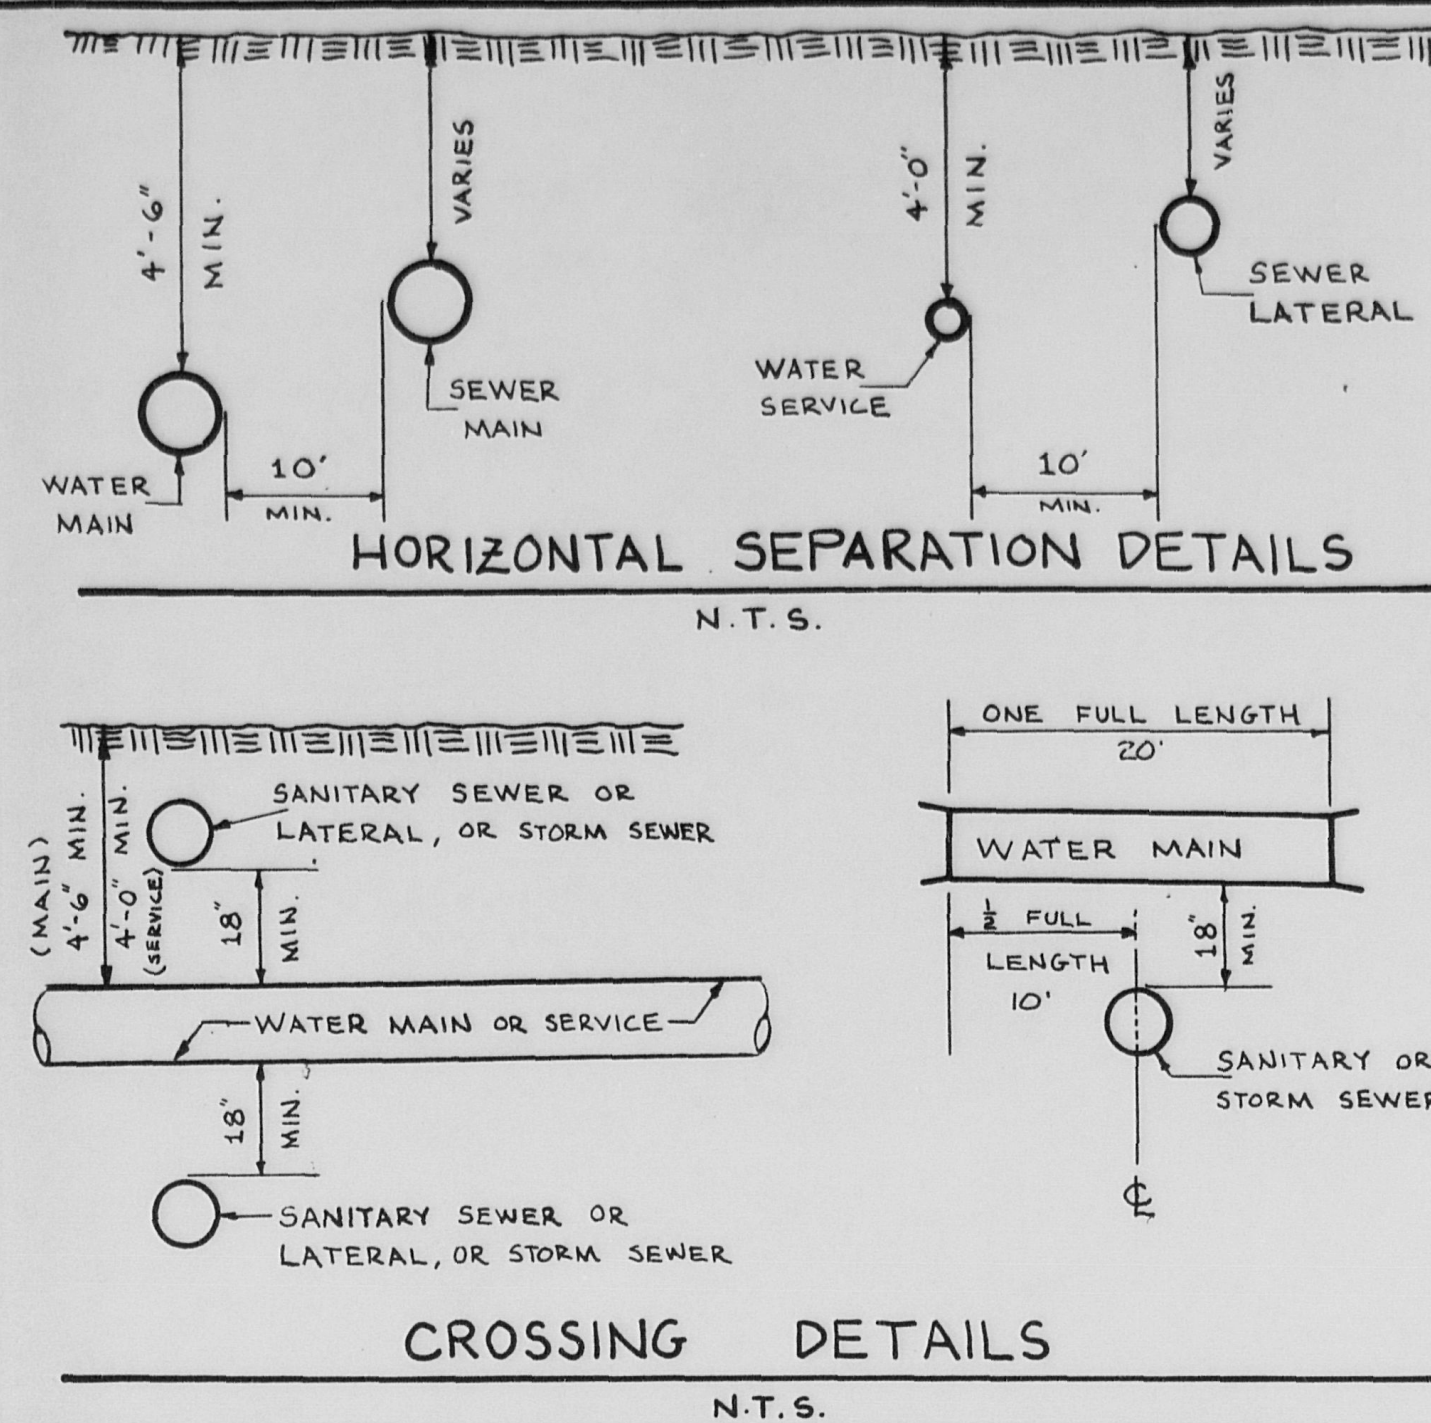 4'-6"
MIN.
VARIES
4'-0"
MIN.
VARIES
SEWER
LATERAL
WATER
SERVICE
SEWER
MAIN
WATER
MAIN
10'
MIN.
10'
MIN.
HORIZONTAL SEPARATION DETAILS
N.T.S.
(MAIN)
4'-6" MIN.
4'-0" MIN.
(SERVICE)
SANITARY SEWER OR
LATERAL, OR STORM SEWER
18"
MIN.
WATER MAIN OR SERVICE
18"
MIN.
SANITARY SEWER OR
LATERAL, OR STORM SEWER
ONE FULL LENGTH
20'
WATER MAIN
½ FULL
LENGTH
10'
18"
MIN.
SANITARY OR
STORM SEWER
℄
CROSSING DETAILS
N.T.S.